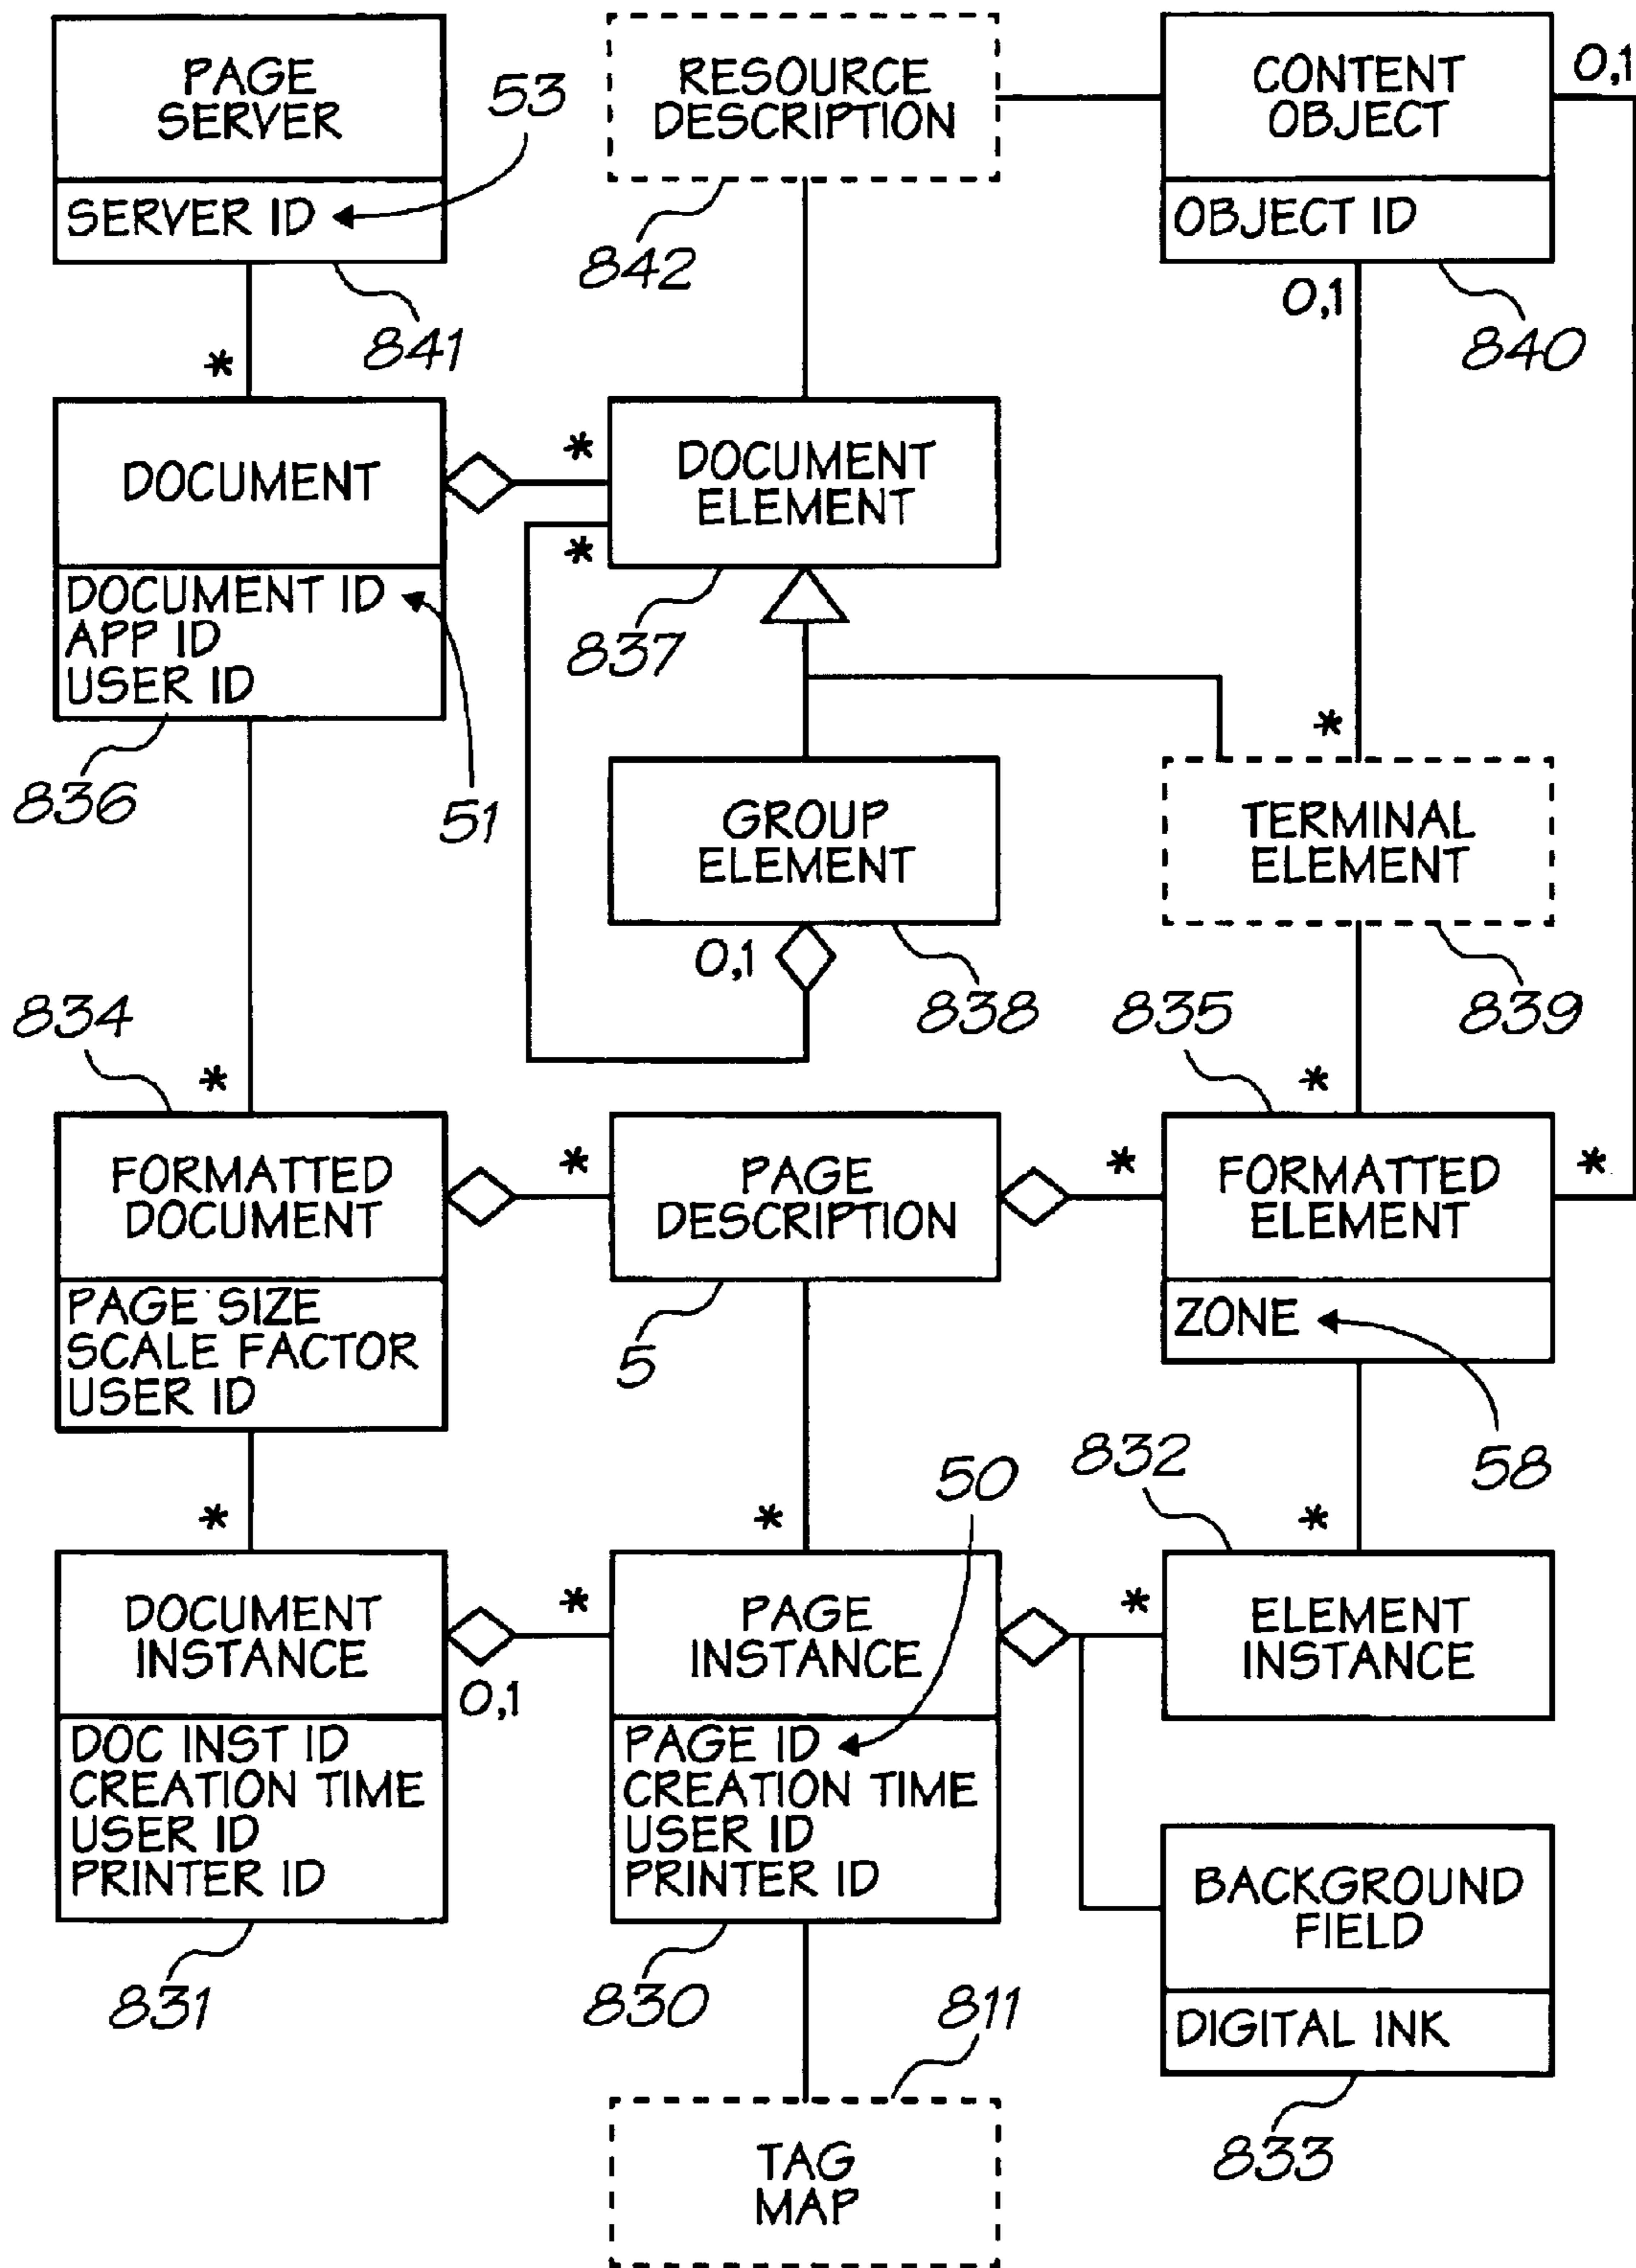 PAGE
SERVER
SERVER ID
53
841
RESOURCE
DESCRIPTION
842
CONTENT
OBJECT
OBJECT ID
0,1
0,1
840
*
DOCUMENT
DOCUMENT ID
APP ID
USER ID
836
51
*
*
DOCUMENT
ELEMENT
837
GROUP
ELEMENT
0,1
838
*
TERMINAL
ELEMENT
839
834
*
FORMATTED
DOCUMENT
PAGE SIZE
SCALE FACTOR
USER ID
*
PAGE
DESCRIPTION
5
835
*
*
*
FORMATTED
ELEMENT
ZONE
58
*
DOCUMENT
INSTANCE
0,1
DOC INST ID
CREATION TIME
USER ID
PRINTER ID
831
50
*
*
PAGE
INSTANCE
PAGE ID
CREATION TIME
USER ID
PRINTER ID
830
832
*
*
ELEMENT
INSTANCE
BACKGROUND
FIELD
DIGITAL INK
833
811
TAG
MAP